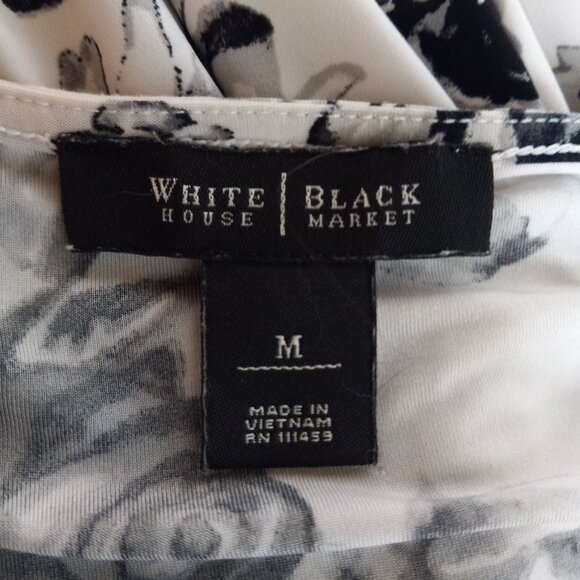 WHITE | BLACK
HOUSE | MARKET
M
MADE IN
VIETNAM
RN 111459